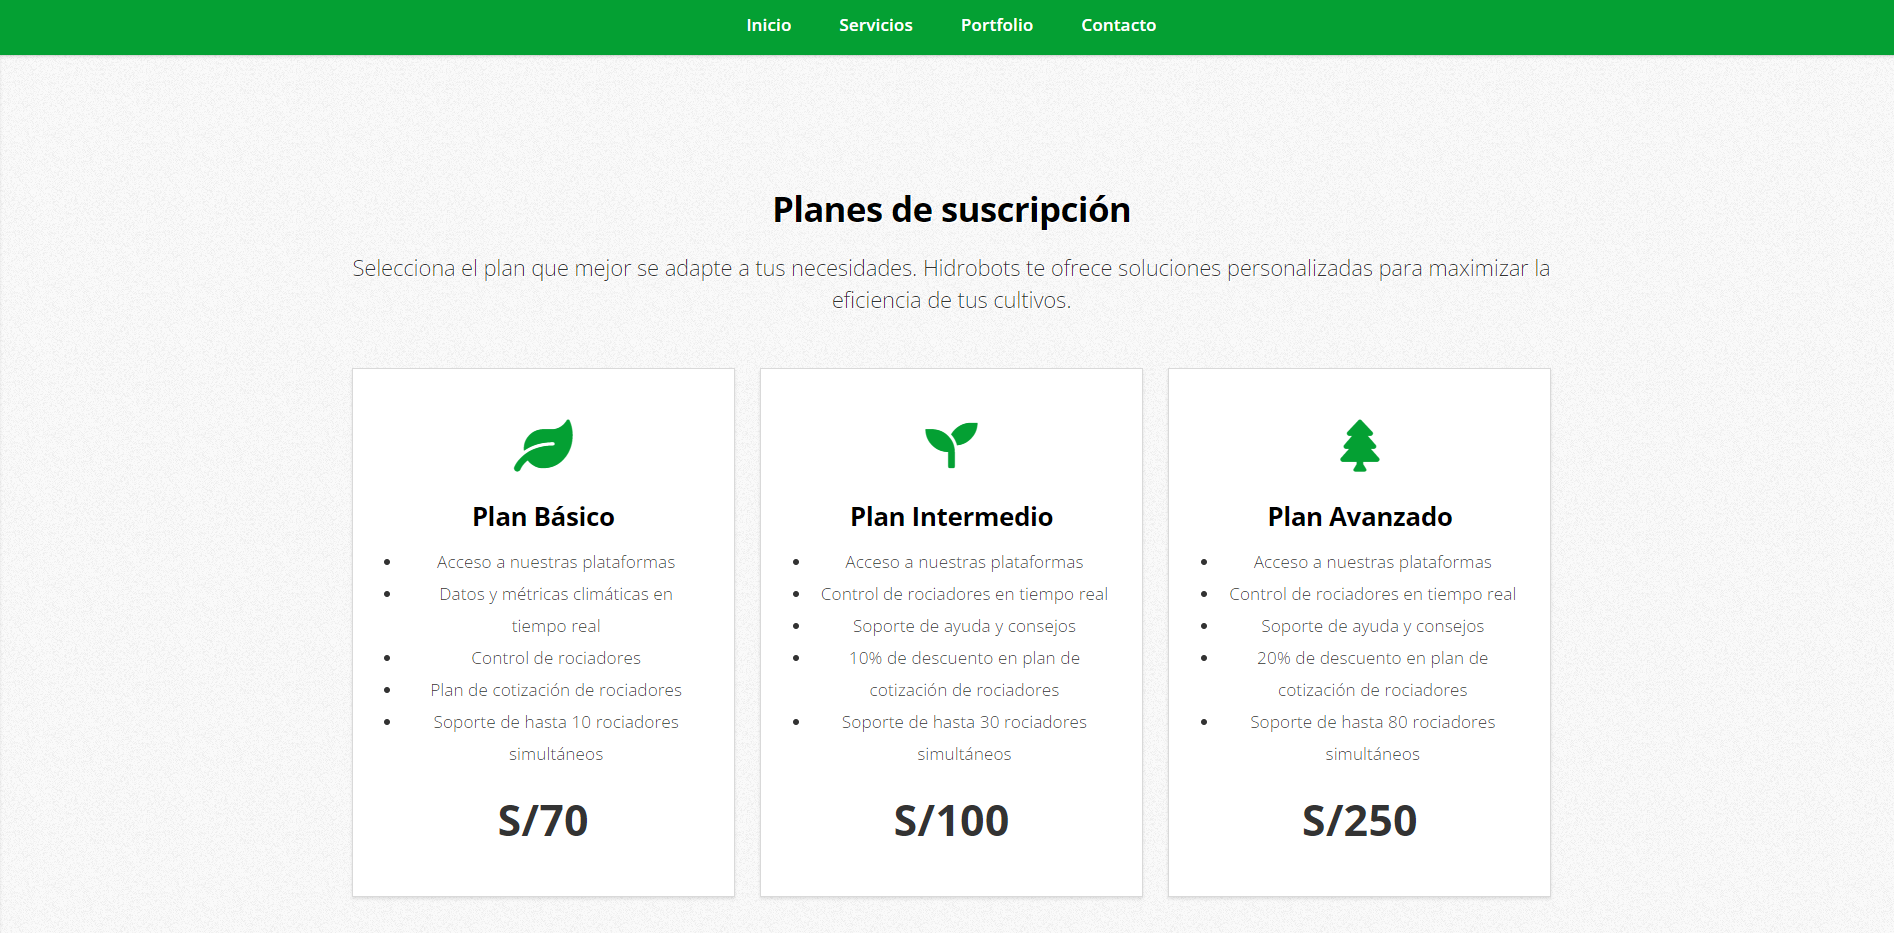 Inicio Servicios Portfolio Contacto
Planes de suscripción
Selecciona el plan que mejor se adapte a tus necesidades. Hidrobots te ofrece soluciones personalizadas para maximizar la
eficiencia de tus cultivos.
Plan Básico
• Acceso a nuestras plataformas
• Datos y métricas climáticas en
tiempo real
• Control de rociadores
• Plan de cotización de rociadores
• Soporte de hasta 10 rociadores
simultáneos
S/70
Plan Intermedio
• Acceso a nuestras plataformas
• Control de rociadores en tiempo real
• Soporte de ayuda y consejos
• 10% de descuento en plan de
cotización de rociadores
• Soporte de hasta 30 rociadores
simultáneos
S/100
Plan Avanzado
• Acceso a nuestras plataformas
• Control de rociadores en tiempo real
• Soporte de ayuda y consejos
• 20% de descuento en plan de
cotización de rociadores
• Soporte de hasta 80 rociadores
simultáneos
S/250